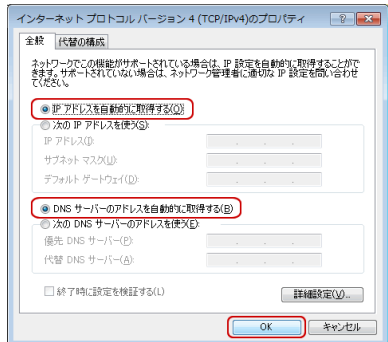 インターネット プロトコル バージョン 4 (TCP/IPv4)のプロパティ
全般 代替の構成
ネットワークでこの機能がサポートされている場合は、IP 設定を自動的に取得することがで
きます。サポートされていない場合は、ネットワーク管理者に適切な IP 設定を問い合わせ
てください。
IP アドレスを自動的に取得する(O)
次の IP アドレスを使う(S):
IP アドレス(I):
サブネット マスク(U):
デフォルト ゲートウェイ(D):
DNS サーバーのアドレスを自動的に取得する(B)
次の DNS サーバーのアドレスを使う(E):
優先 DNS サーバー(P):
代替 DNS サーバー(A):
終了時に設定を検証する(L)
詳細設定(V)...
OK キャンセル